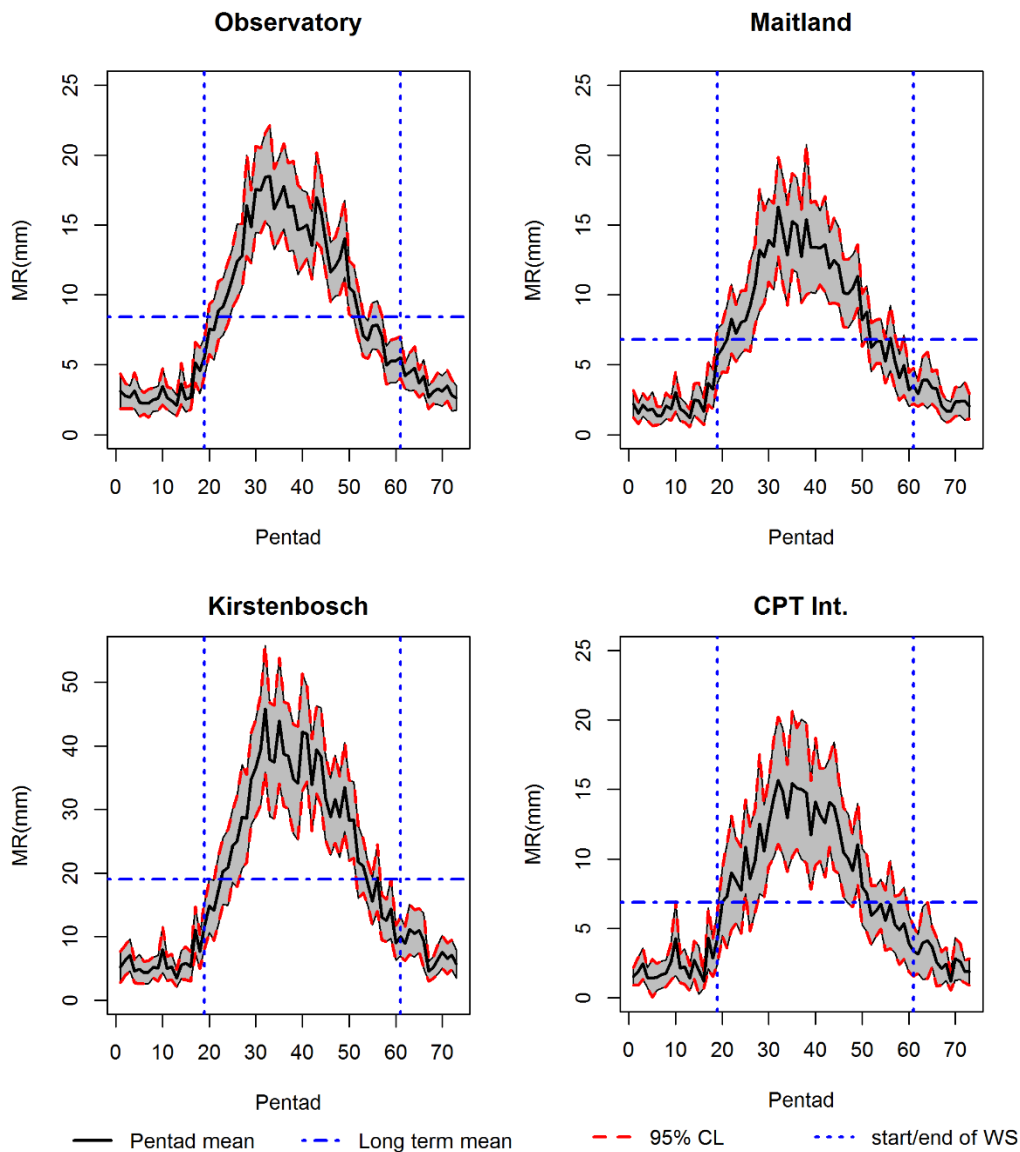 Observatory
MR(mm)
25
20
15
10
5
0
0 10 20 30 40 50 60 70
Pentad
Maitland
MR(mm)
25
20
15
10
5
0
0 10 20 30 40 50 60 70
Pentad
Kirstenbosch
MR(mm)
50
40
30
20
10
0
0 10 20 30 40 50 60 70
Pentad
CPT Int.
MR(mm)
25
20
15
10
5
0
0 10 20 30 40 50 60 70
Pentad
Pentad mean
Long term mean
95% CL
start/end of WS